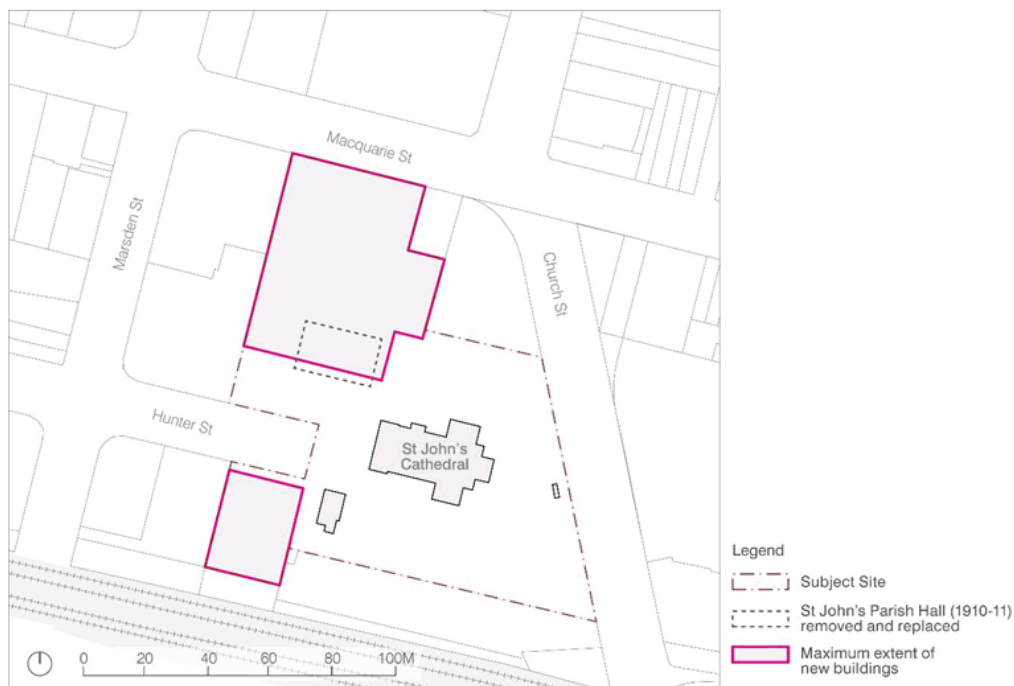 Macquarie St
Marsden St
Church St
Hunter St
St John's
Cathedral
Legend
Subject Site
St John's Parish Hall (1910-11)
removed and replaced
Maximum extent of
new buildings
0 20 40 60 80 100M